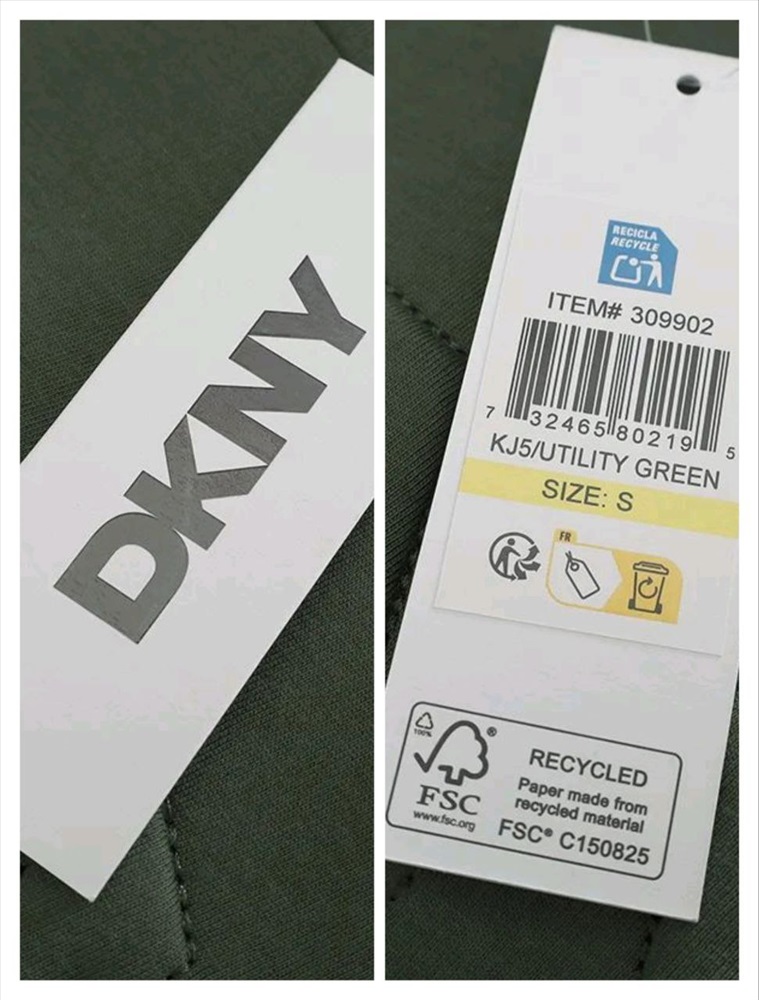 DKNY
RECICLA
RECYCLE
ITEM# 309902
7 32465 80219 5
KJ5/UTILITY GREEN
SIZE: S
FR
100%
®
FSC
www.fsc.org
RECYCLED
Paper made from
recycled material
FSC® C150825